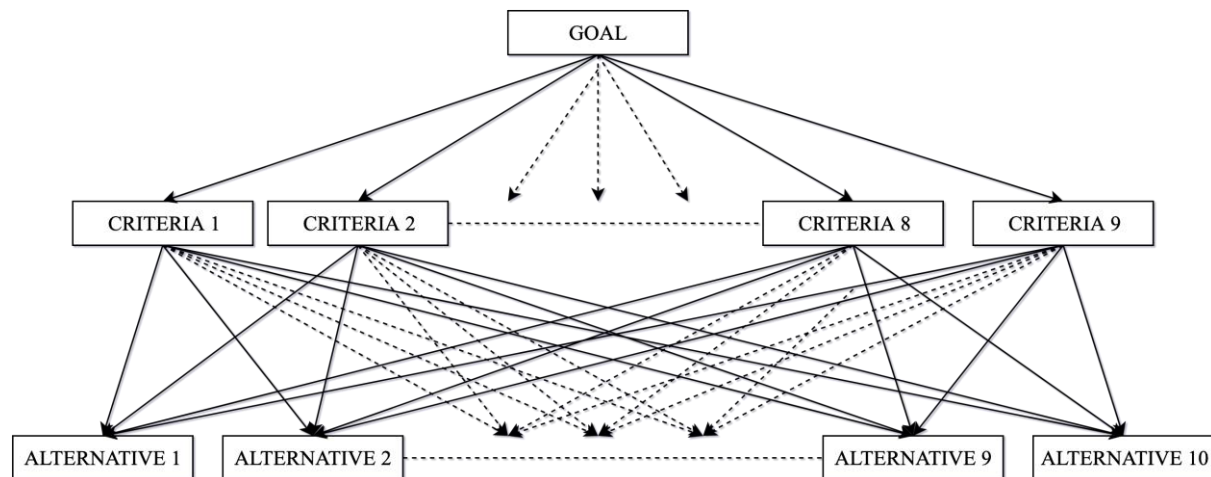 GOAL
CRITERIA 1
CRITERIA 2
CRITERIA 8
CRITERIA 9
ALTERNATIVE 1
ALTERNATIVE 2
ALTERNATIVE 9
ALTERNATIVE 10